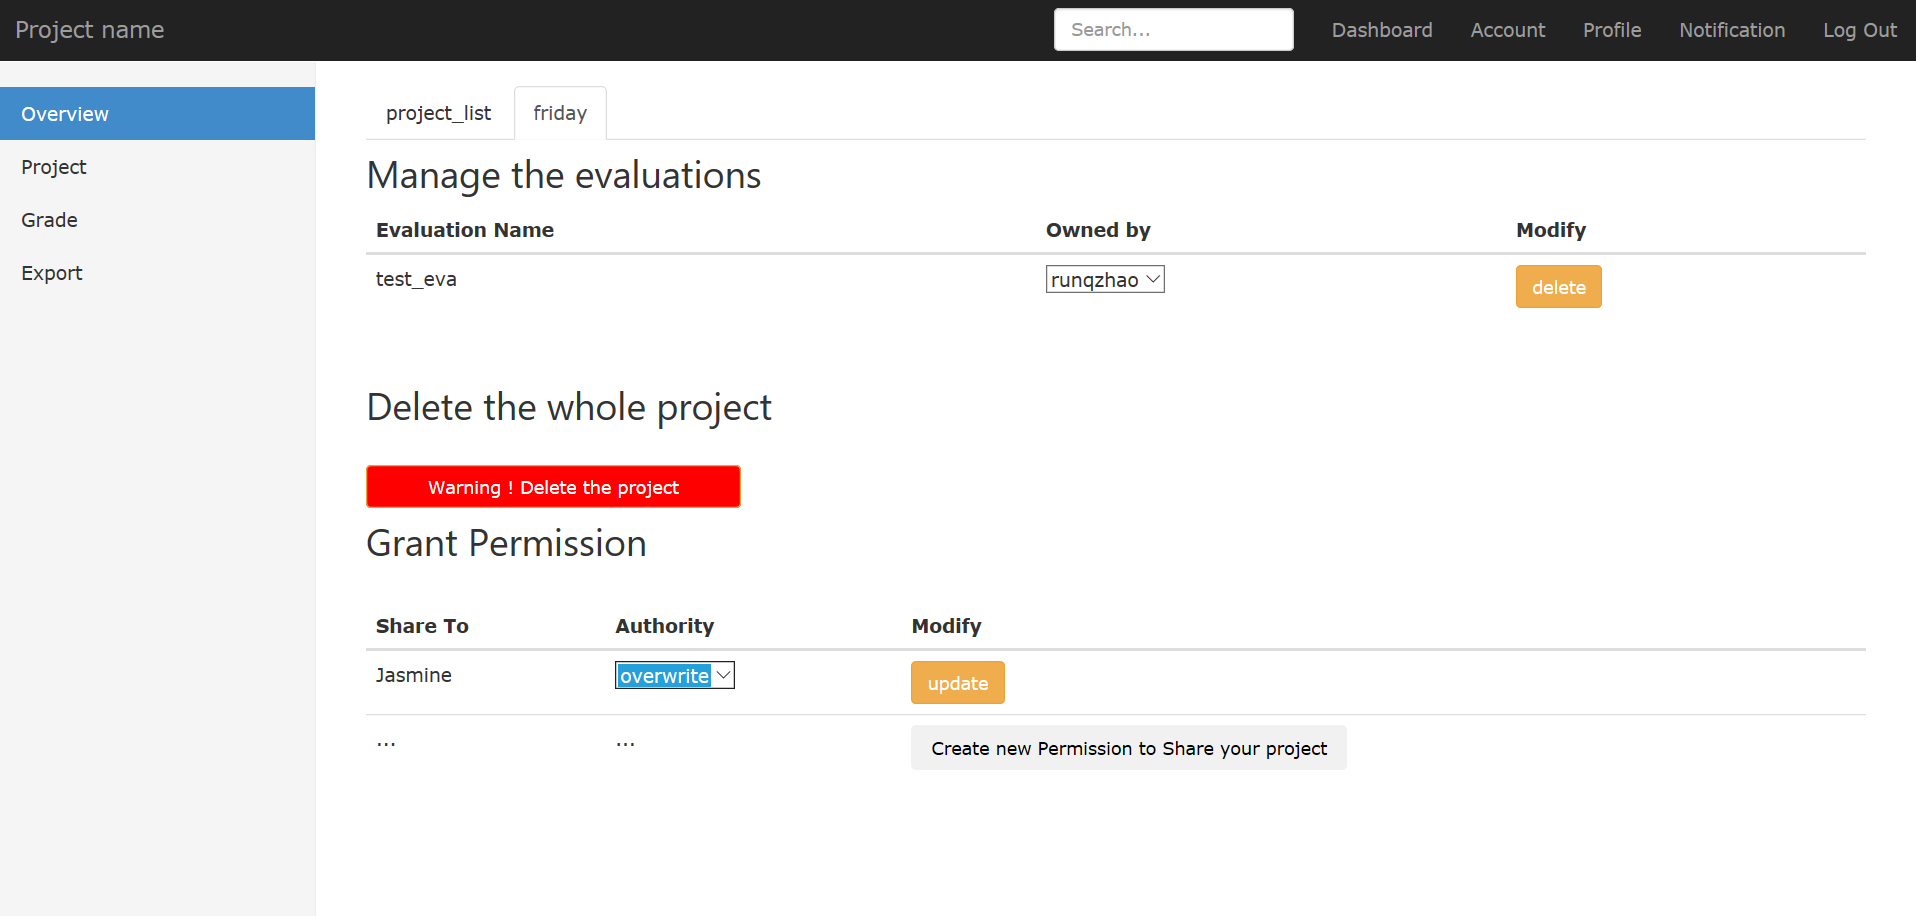 Project name Search... Dashboard Account Profile Notification Log Out
Overview
Project
Grade
Export
project_list friday
Manage the evaluations
Evaluation Name Owned by Modify
test_eva runqzhao delete
Delete the whole project
Warning ! Delete the project
Grant Permission
Share To Authority Modify
Jasmine overwrite update
... ... Create new Permission to Share your project